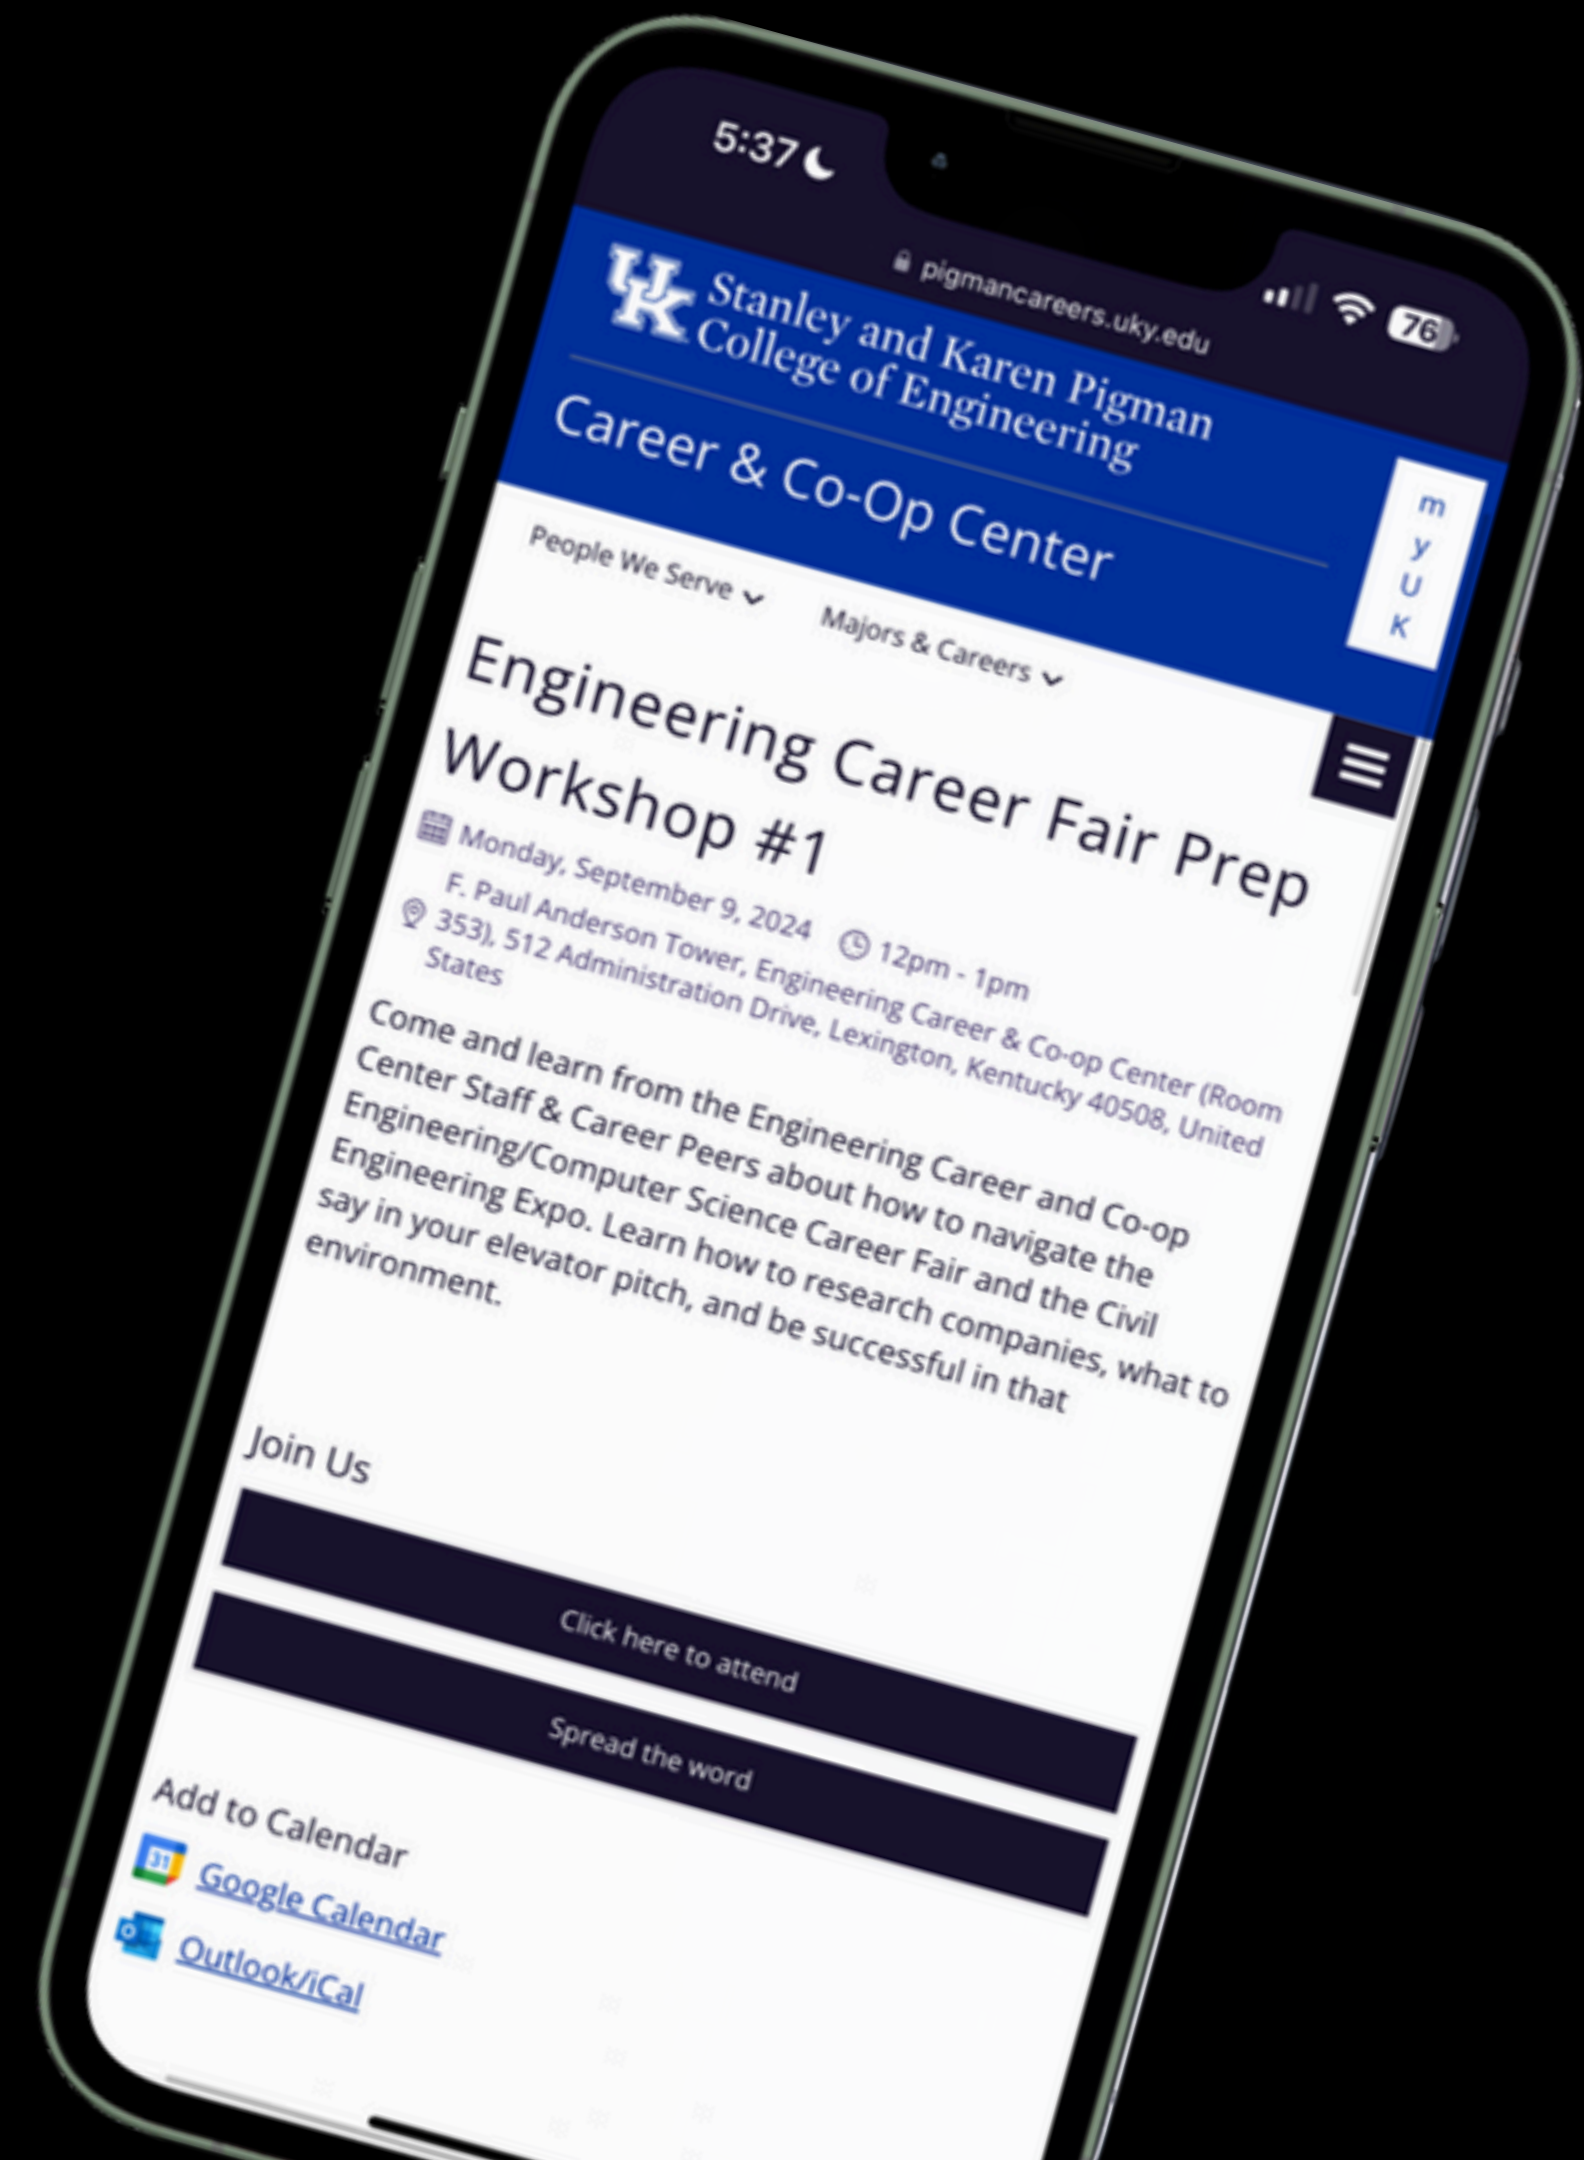 5:37
76
pigmancareers.uky.edu
UK
Stanley and Karen Pigman
College of Engineering
Career & Co-Op Center
m
y
U
K
People We Serve
Majors & Careers
Engineering Career Fair Prep
Workshop #1
Monday, September 9, 2024
12pm - 1pm
F. Paul Anderson Tower, Engineering Career & Co-op Center (Room
353), 512 Administration Drive, Lexington, Kentucky 40508, United
States
Come and learn from the Engineering Career and Co-op
Center Staff & Career Peers about how to navigate the
Engineering/Computer Science Career Fair and the Civil
Engineering Expo. Learn how to research companies, what to
say in your elevator pitch, and be successful in that
environment.
Join Us
Click here to attend
Spread the word
Add to Calendar
31
Google Calendar
Outlook/iCal